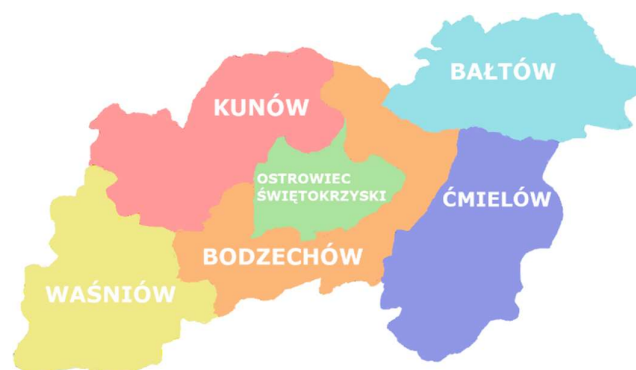 BAŁTÓW
KUNÓW
OSTROWIEC
ŚWIĘTOKRZYSKI
ĆMIELÓW
BODZECHÓW
WAŚNIÓW